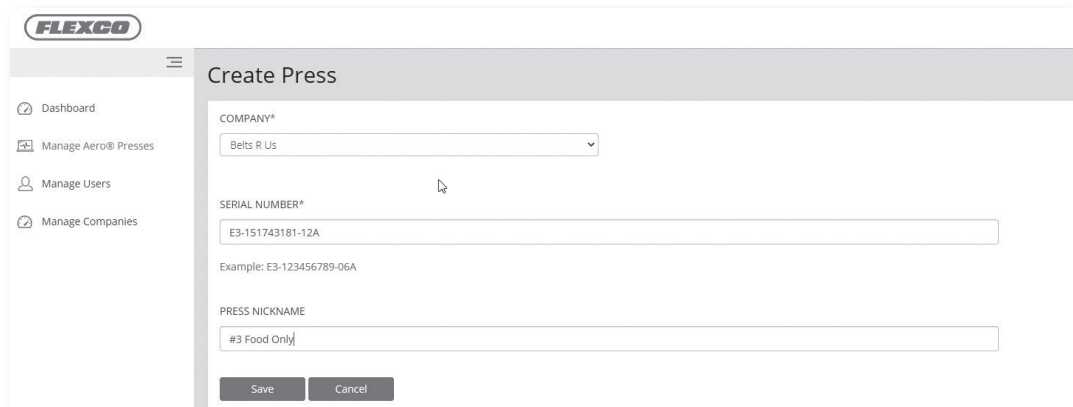 FLEXCO
Create Press
Dashboard
Manage Aero® Presses
Manage Users
Manage Companies
COMPANY*
Belts R Us
SERIAL NUMBER*
E3-151743181-12A
Example: E3-123456789-06A
PRESS NICKNAME
#3 Food Only
Save Cancel